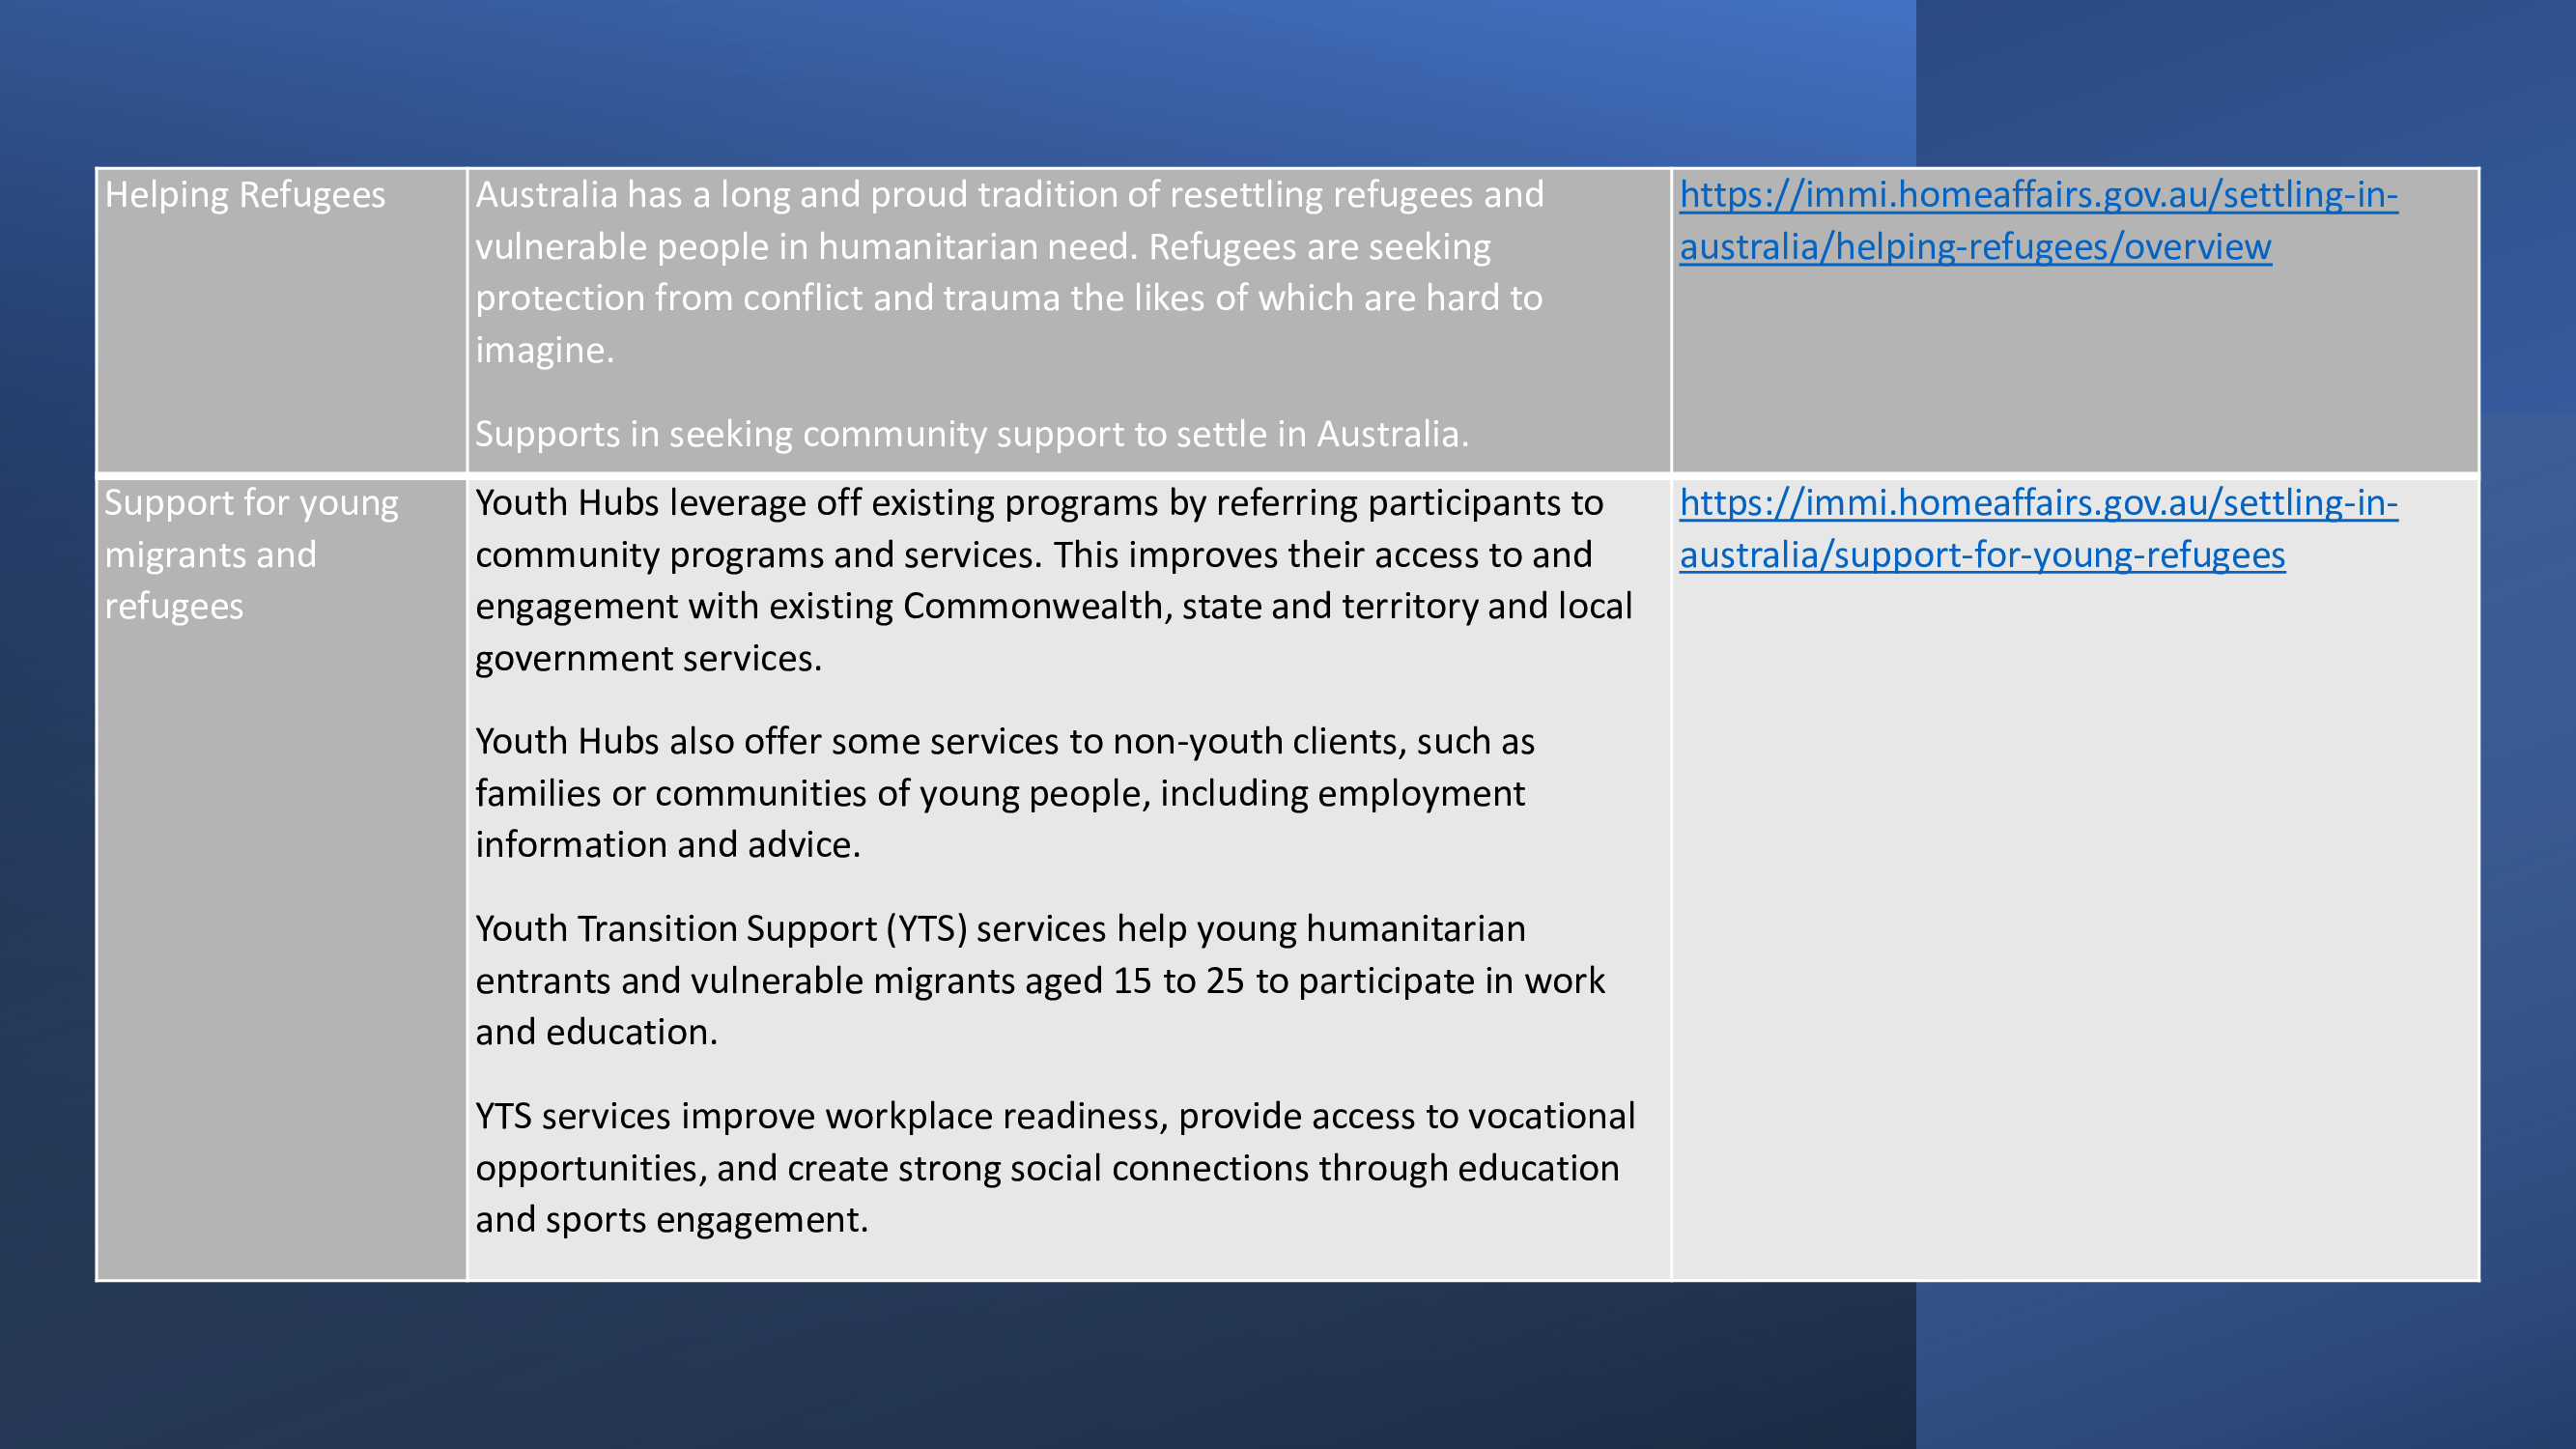 Helping Refugees
Australia has a long and proud tradition of resettling refugees and
vulnerable people in humanitarian need. Refugees are seeking
protection from conflict and trauma the likes of which are hard to
imagine.
Supports in seeking community support to settle in Australia.
https://immi.homeaffairs.gov.au/settling-in-
australia/helping-refugees/overview
Support for young
migrants and
refugees
Youth Hubs leverage off existing programs by referring participants to
community programs and services. This improves their access to and
engagement with existing Commonwealth, state and territory and local
government services.
Youth Hubs also offer some services to non-youth clients, such as
families or communities of young people, including employment
information and advice.
Youth Transition Support (YTS) services help young humanitarian
entrants and vulnerable migrants aged 15 to 25 to participate in work
and education.
YTS services improve workplace readiness, provide access to vocational
opportunities, and create strong social connections through education
and sports engagement.
https://immi.homeaffairs.gov.au/settling-in-
australia/support-for-young-refugees